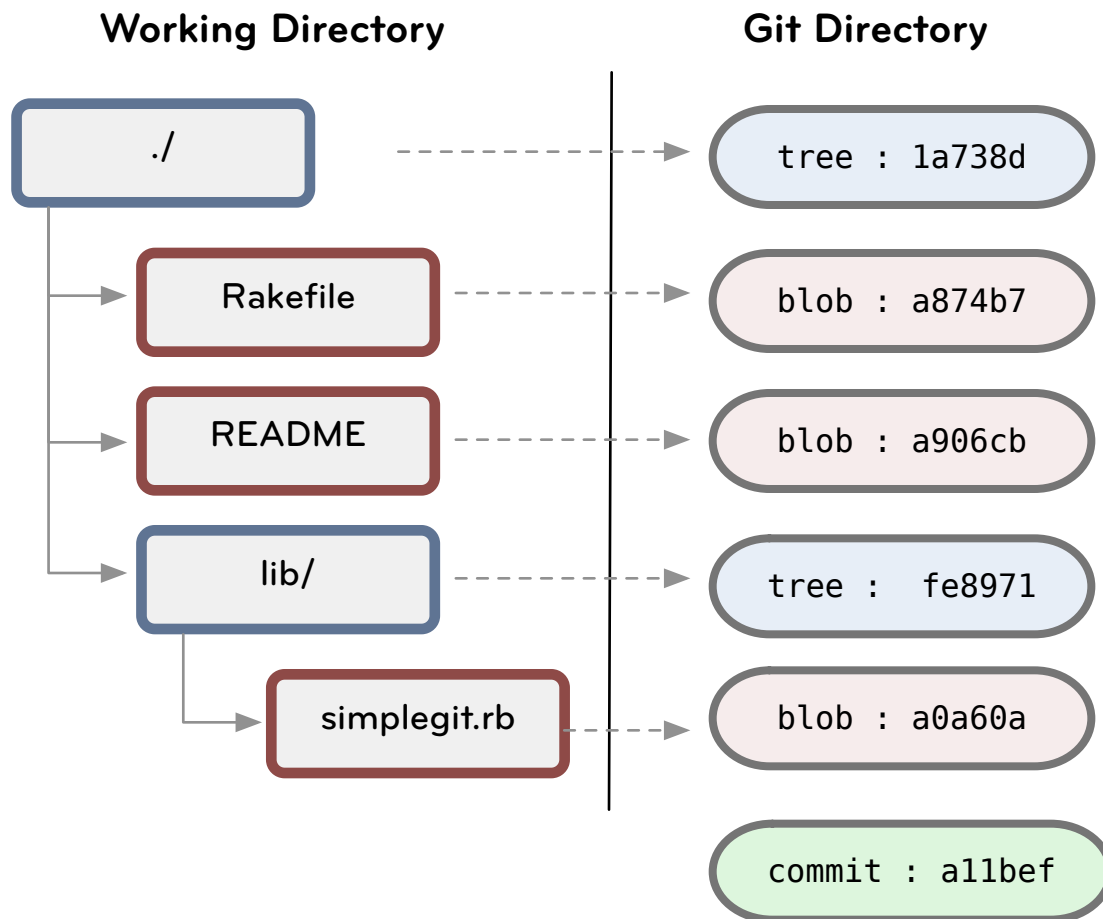 Working Directory
Git Directory
./
tree : 1a738d
Rakefile
blob : a874b7
README
blob : a906cb
lib/
tree :  fe8971
simplegit.rb
blob : a0a60a
commit : a11bef